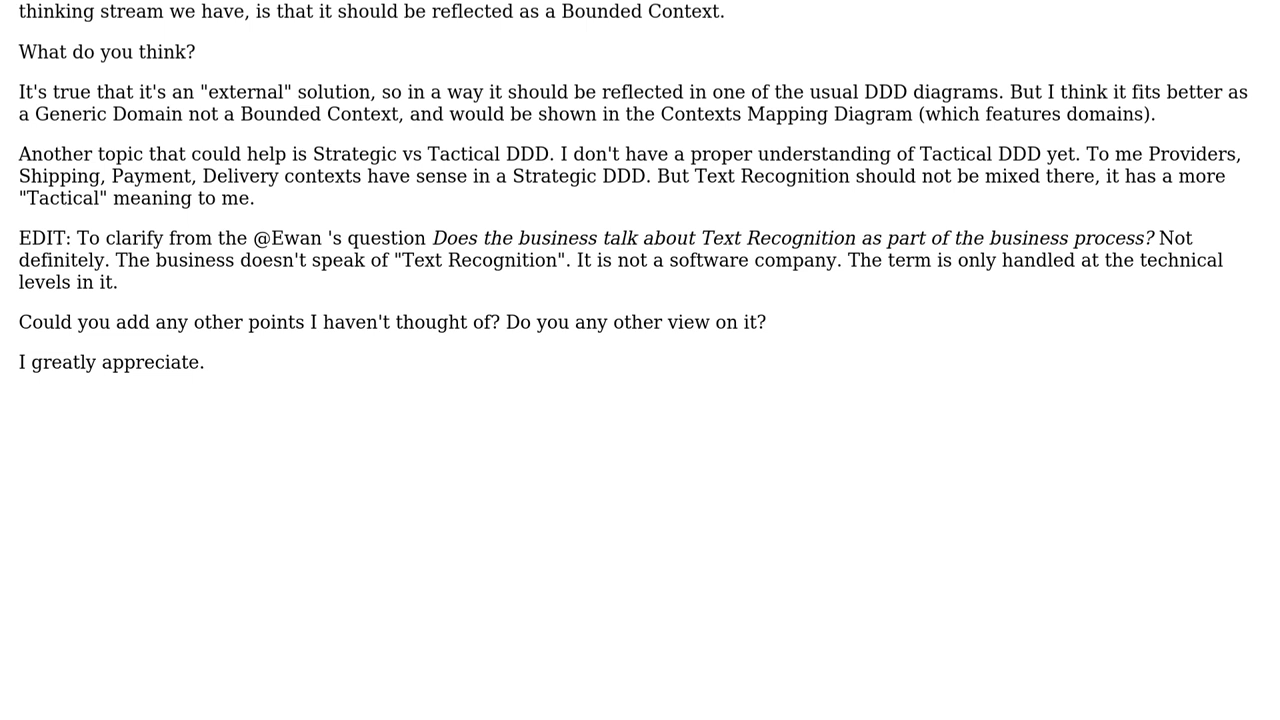 thinking stream we have, is that it should be reflected as a Bounded Context.
What do you think?
It's true that it's an "external" solution, so in a way it should be reflected in one of the usual DDD diagrams. But I think it fits better as
a Generic Domain not a Bounded Context, and would be shown in the Contexts Mapping Diagram (which features domains).
Another topic that could help is Strategic vs Tactical DDD. I don't have a proper understanding of Tactical DDD yet. To me Providers,
Shipping, Payment, Delivery contexts have sense in a Strategic DDD. But Text Recognition should not be mixed there, it has a more
"Tactical" meaning to me.
EDIT: To clarify from the @Ewan 's question Does the business talk about Text Recognition as part of the business process? Not
definitely. The business doesn't speak of "Text Recognition". It is not a software company. The term is only handled at the technical
levels in it.
Could you add any other points I haven't thought of? Do you any other view on it?
I greatly appreciate.